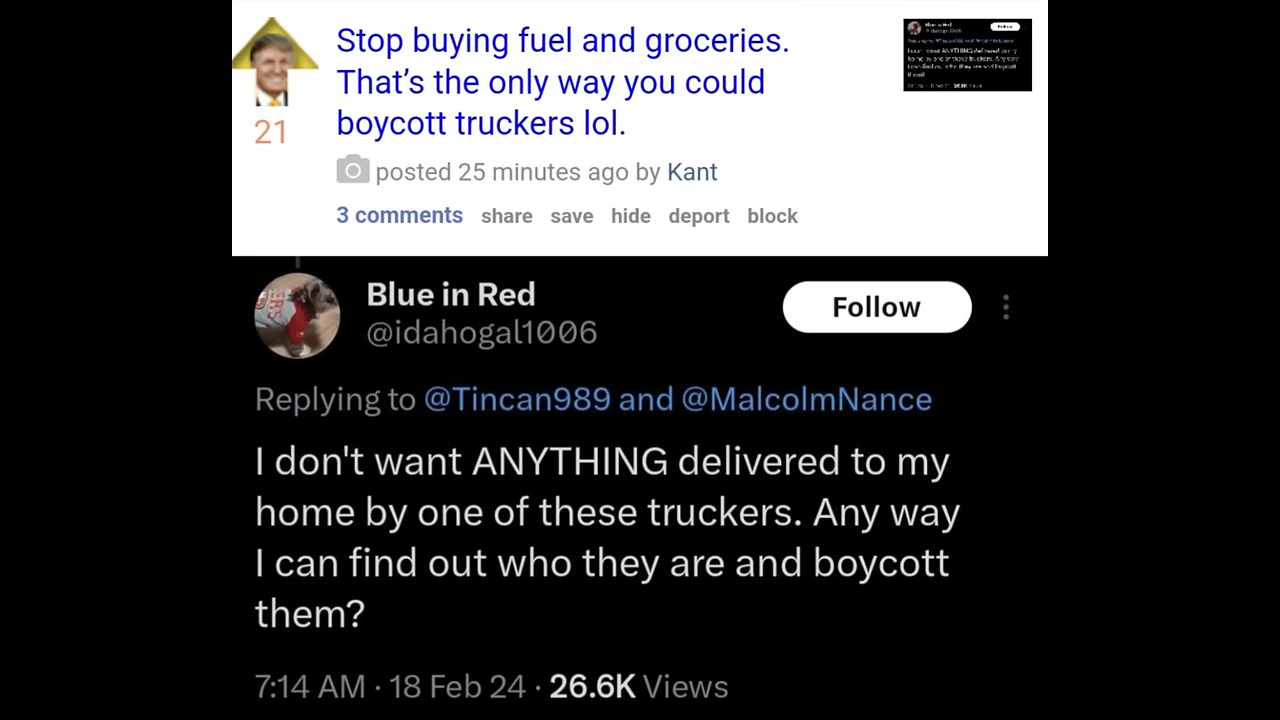 Stop buying fuel and groceries.
That’s the only way you could
boycott truckers lol.
21
posted 25 minutes ago by Kant
3 comments share save hide deport block
Blue in Red
Follow
@idahogal1006
Replying to @Tincan989 and @MalcolmNance
I don't want ANYTHING delivered to my
home by one of these truckers. Any way
I can find out who they are and boycott
them?
7:14 AM · 18 Feb 24 · 26.6K Views